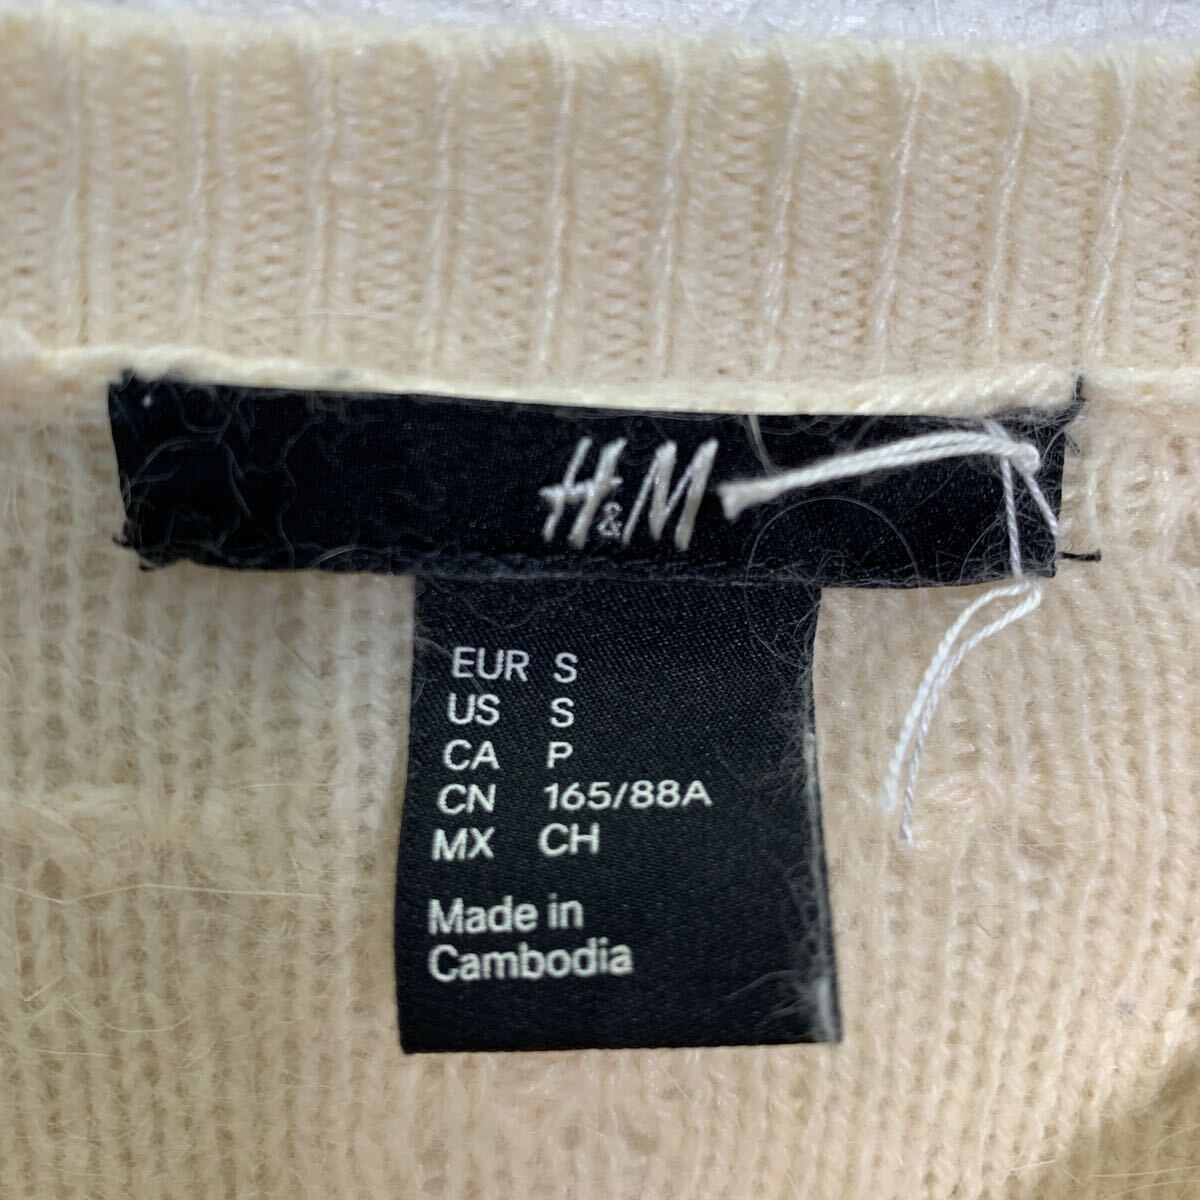 H&M
EUR S
US S
CA P
CN 165/88A
MX CH
Made in
Cambodia